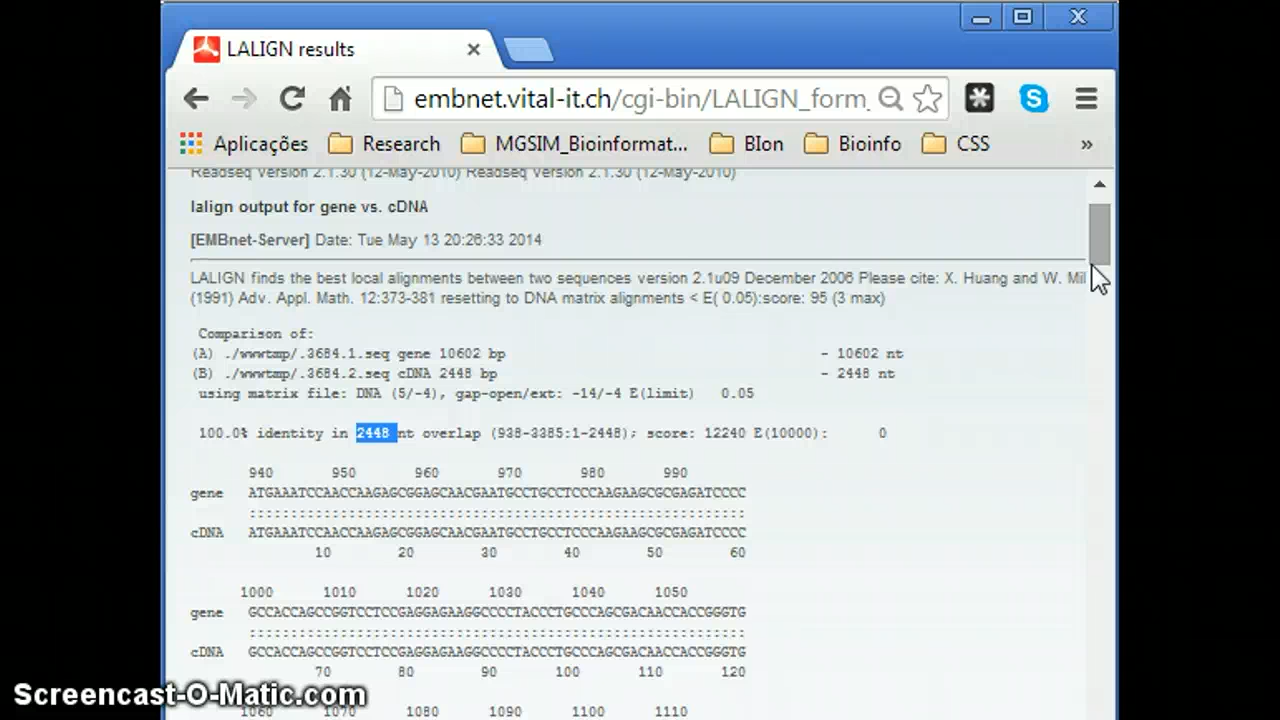 LALIGN results
embnet.vital-it.ch/cgi-bin/LALIGN_form_
Aplicações Research MGSIM_Bioinformat... BIon Bioinfo CSS »
Readseq Version 2.1.30 (12-May-2010) Readseq Version 2.1.30 (12-May-2010)
lalign output for gene vs. cDNA
[EMBnet-Server] Date: Tue May 13 20:26:33 2014
LALIGN finds the best local alignments between two sequences version 2.1u09 December 2006 Please cite: X. Huang and W. Mil
(1991) Adv. Appl. Math. 12:373-381 resetting to DNA matrix alignments < E( 0.05):score: 95 (3 max)
Comparison of:
(A) ./wwwtmp/.3684.1.seq gene 10602 bp - 10602 nt
(B) ./wwwtmp/.3684.2.seq cDNA 2448 bp - 2448 nt
using matrix file: DNA (5/-4), gap-open/ext: -14/-4 E(limit) 0.05
100.0% identity in 2448 nt overlap (938-3385:1-2448); score: 12240 E(10000): 0
940 950 960 970 980 990
gene ATGAAATCCAACCAAGAGCGGAGCAACGAATGCCTGCCTCCCAAGAAGCGCGAGATCCCC
::::::::::::::::::::::::::::::::::::::::::::::::::::::::::::
cDNA ATGAAATCCAACCAAGAGCGGAGCAACGAATGCCTGCCTCCCAAGAAGCGCGAGATCCCC
10 20 30 40 50 60
1000 1010 1020 1030 1040 1050
gene GCCACCAGCCGGTCCTCCGAGGAGAAGGCCCCTACCCTGCCCAGCGACAACCACCGGGTG
::::::::::::::::::::::::::::::::::::::::::::::::::::::::::::
cDNA GCCACCAGCCGGTCCTCCGAGGAGAAGGCCCCTACCCTGCCCAGCGACAACCACCGGGTG
70 80 90 100 110 120
Screencast-O-Matic.com
1060 1070 1080 1090 1100 1110